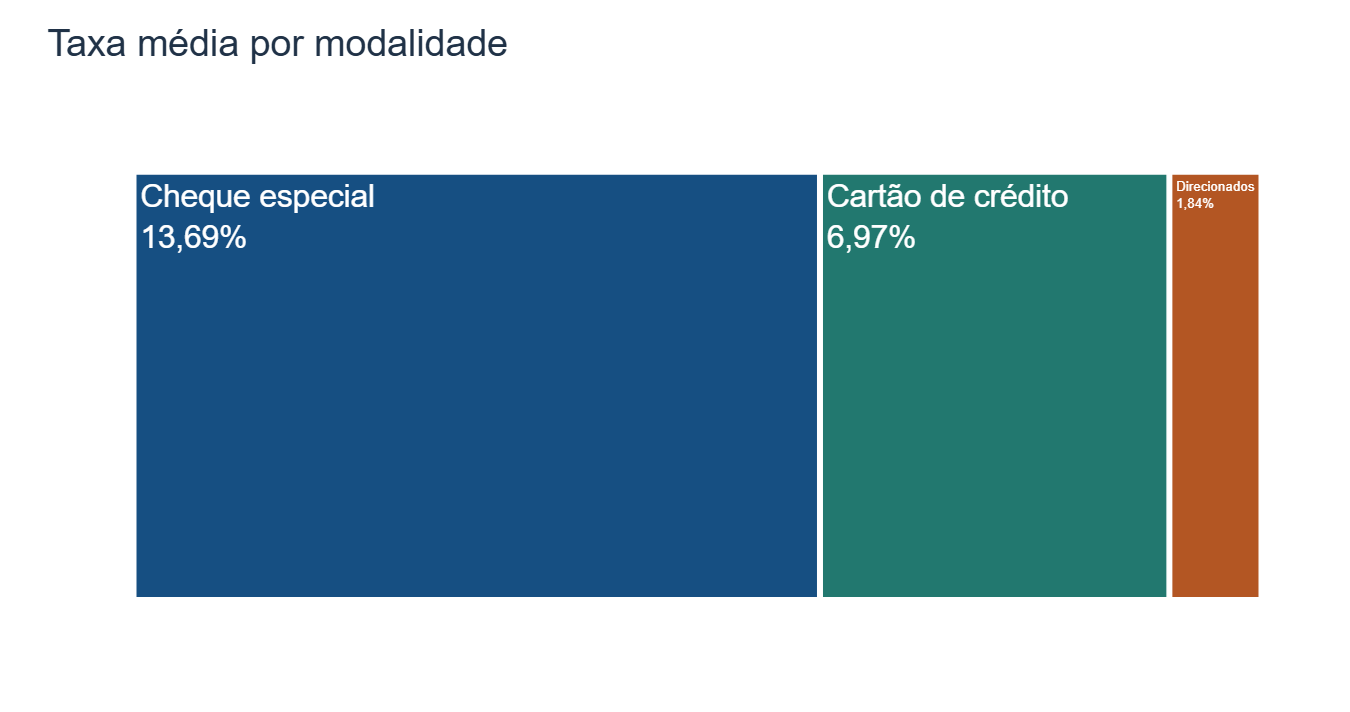 Taxa média por modalidade
Cheque especial
13,69%
Cartão de crédito
6,97%
Direcionados
1,84%